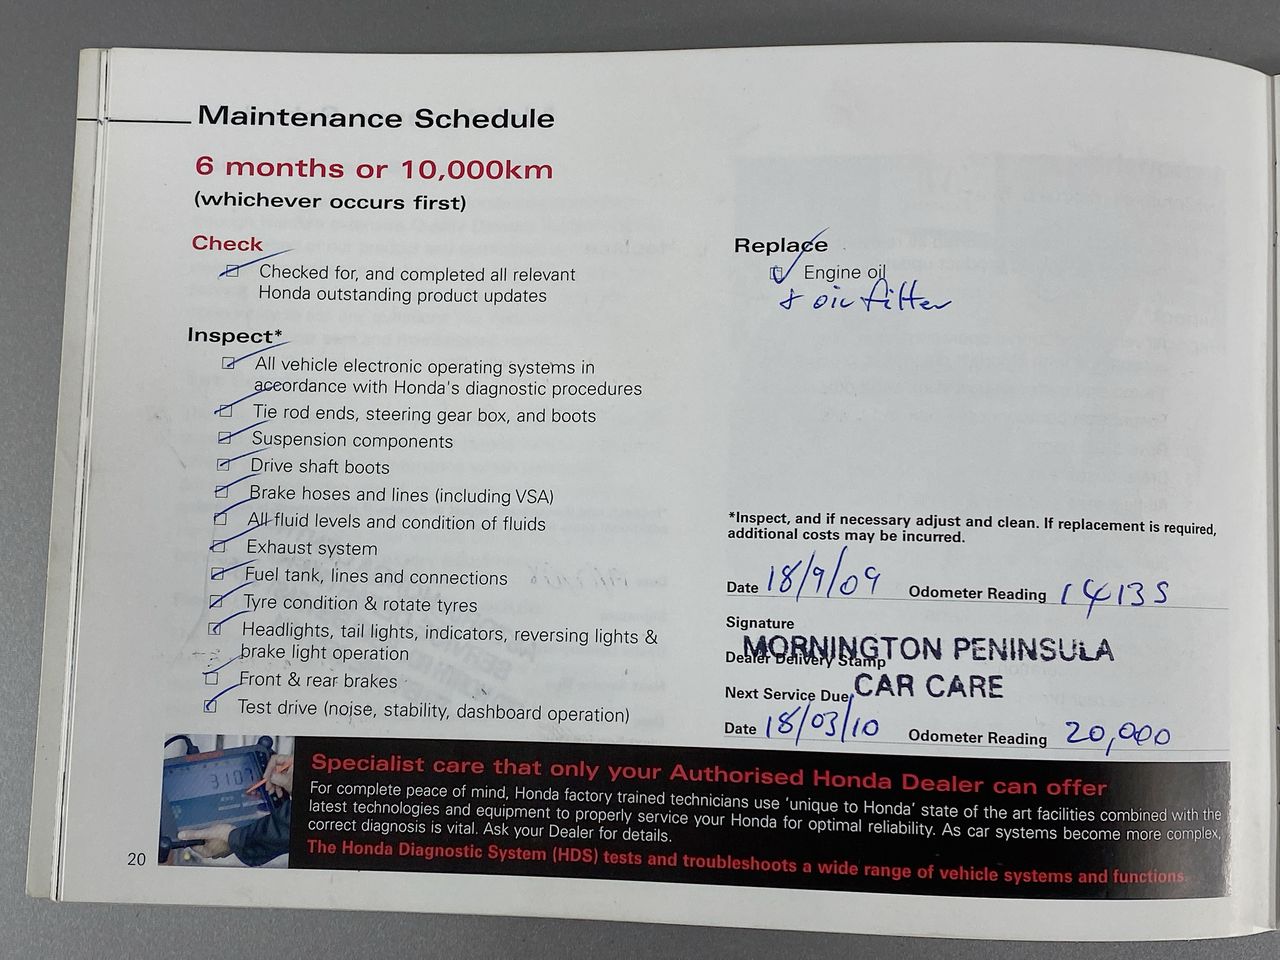 Maintenance Schedule
6 months or 10,000km
(whichever occurs first)
Check
Checked for, and completed all relevant
Honda outstanding product updates
Inspect*
All vehicle electronic operating systems in
accordance with Honda's diagnostic procedures
Tie rod ends, steering gear box, and boots
Suspension components
Drive shaft boots
Brake hoses and lines (including VSA)
All fluid levels and condition of fluids
Exhaust system
Fuel tank, lines and connections
Tyre condition & rotate tyres
Headlights, tail lights, indicators, reversing lights &
brake light operation
Front & rear brakes
Test drive (noise, stability, dashboard operation)
Replace
Engine oil
& oil filter
*Inspect, and if necessary adjust and clean. If replacement is required,
additional costs may be incurred.
Date 18/9/09 Odometer Reading 14135
Signature
MORNINGTON PENINSULA
Dealer Delivery Stamp
CAR CARE
Next Service Due
Date 18/03/10 Odometer Reading 20,000
Specialist care that only your Authorised Honda Dealer can offer
For complete peace of mind, Honda factory trained technicians use 'unique to Honda' state of the art facilities combined with the
latest technologies and equipment to properly service your Honda for optimal reliability. As car systems become more complex,
correct diagnosis is vital. Ask your Dealer for details.
The Honda Diagnostic System (HDS) tests and troubleshoots a wide range of vehicle systems and functions.
3107
20